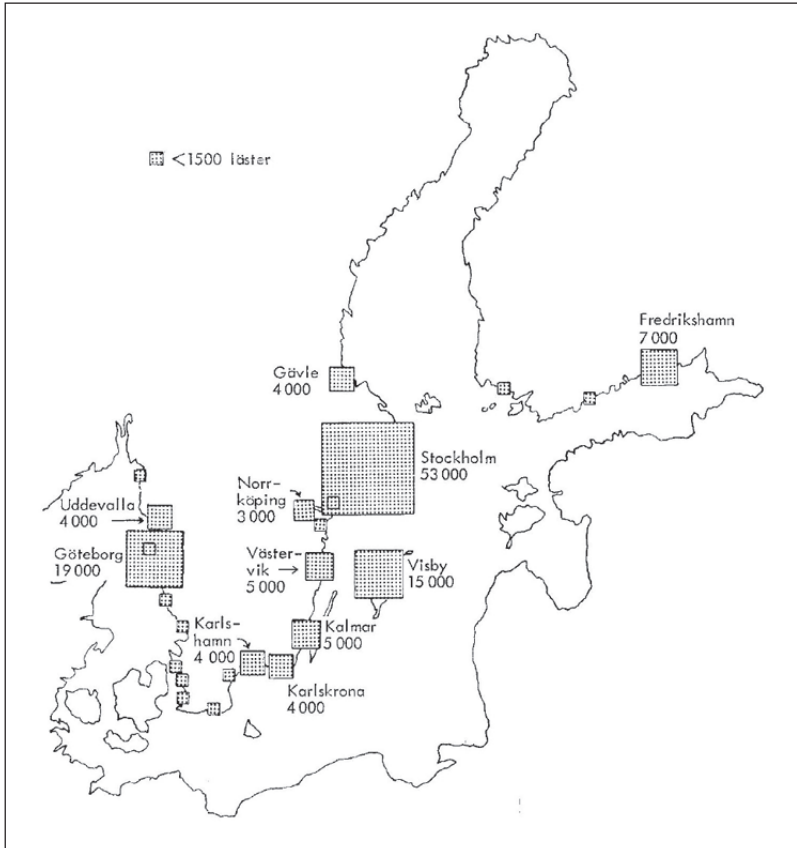 <1500 läster
Fredrikshamn
7 000
Gävle
4 000
Stockholm
53 000
Norr-
köping
3 000
Uddevalla
4 000
Göteborg
19 000
Väster-
vik
5 000
Visby
15 000
Karls-
hamn
4 000
Kalmar
5 000
Karlskrona
4 000